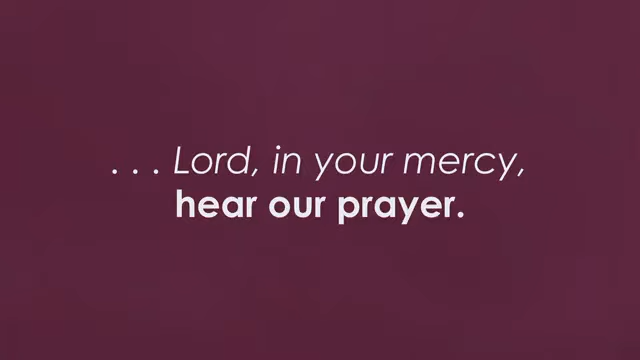 . . . Lord, in your mercy,
hear our prayer.